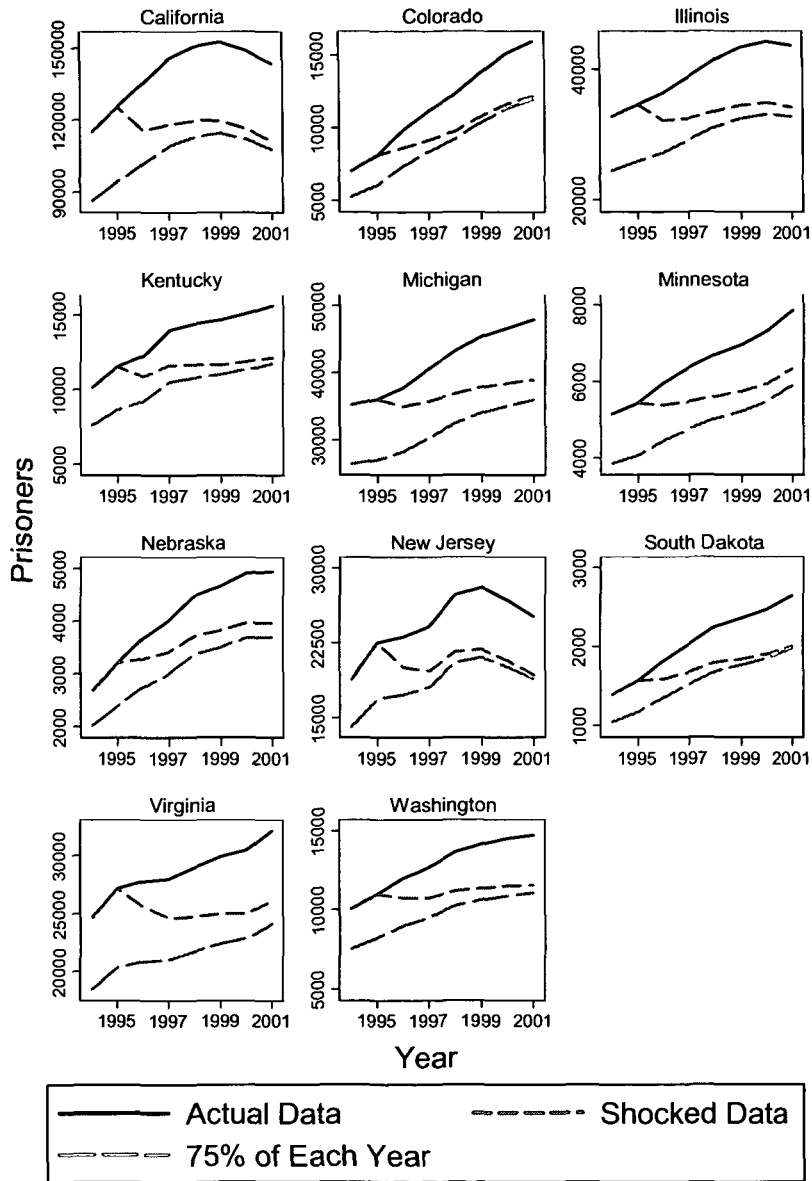 California
Colorado
Illinois
90000 120000 150000
5000 10000 15000
20000 40000
1995 1997 1999 2001
1995 1997 1999 2001
1995 1997 1999 2001
Kentucky
Michigan
Minnesota
5000 10000 15000
30000 40000 50000
4000 6000 8000
1995 1997 1999 2001
1995 1997 1999 2001
1995 1997 1999 2001
Prisoners
Nebraska
New Jersey
South Dakota
2000 3000 4000 5000
15000 22500 30000
1000 2000 3000
1995 1997 1999 2001
1995 1997 1999 2001
1995 1997 1999 2001
Virginia
Washington
20000 25000 30000
5000 10000 15000
1995 1997 1999 2001
1995 1997 1999 2001
Year
Actual Data
Shocked Data
75% of Each Year